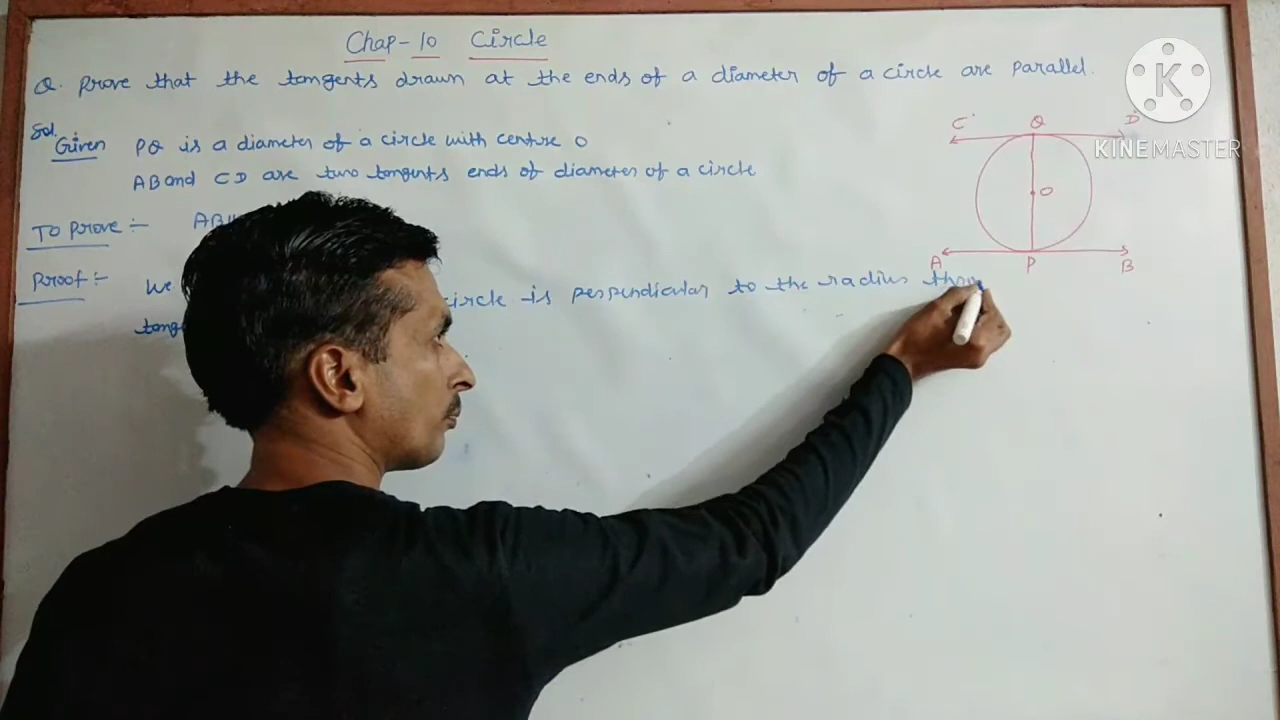 Chap-10 Circle
Q. Prove that the tangents drawn at the ends of a diameter of a circle are parallel.
Sol.
Given PQ is a diameter of a circle with centre O
AB and CD are two tangents ends of diameter of a circle
To prove :-
Proof :- We circle is perpendicular to the radius
C Q D
O
A P B
K
KINEMASTER